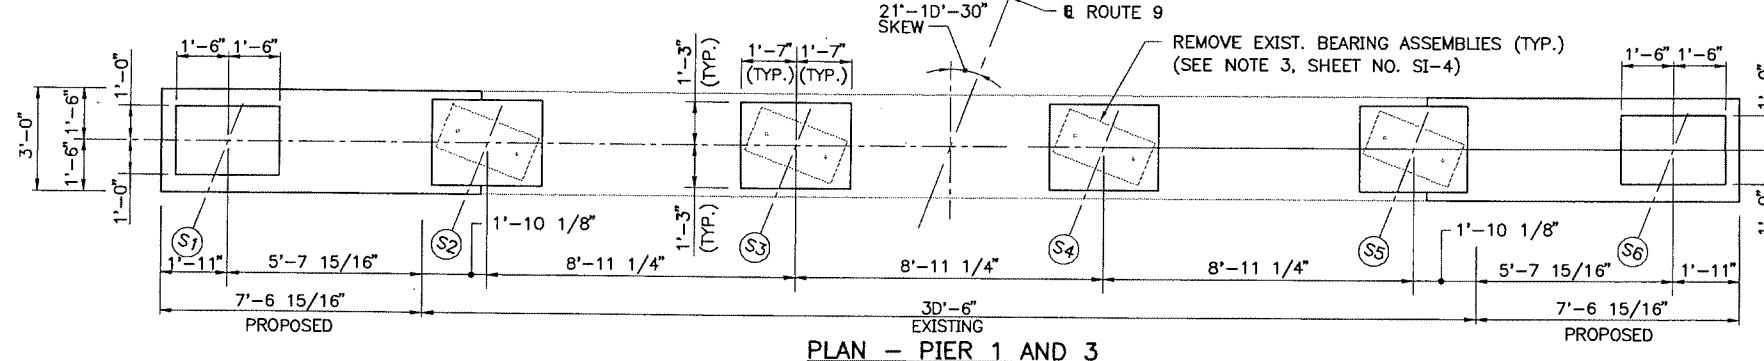 21'-1D'-30"
SKEW
℄ ROUTE 9
REMOVE EXIST. BEARING ASSEMBLIES (TYP.)
(SEE NOTE 3, SHEET NO. SI-4)
1'-6" 1'-6"
1'-7" 1'-7"
(TYP.) (TYP.)
1'-3"
(TYP.)
1'-6" 1'-6"
1'-0"
3'-0"
1'-6"
1'-6"
1'-0"
1'-3"
(TYP.)
1'-0"
11'-0"
S1
S2
S3
S4
S5
S6
1'-10 1/8"
1'-10 1/8"
1'-11"
5'-7 15/16"
8'-11 1/4"
8'-11 1/4"
8'-11 1/4"
5'-7 15/16"
1'-11"
7'-6 15/16"
PROPOSED
3D'-6"
EXISTING
7'-6 15/16"
PROPOSED
PLAN - PIER 1 AND 3